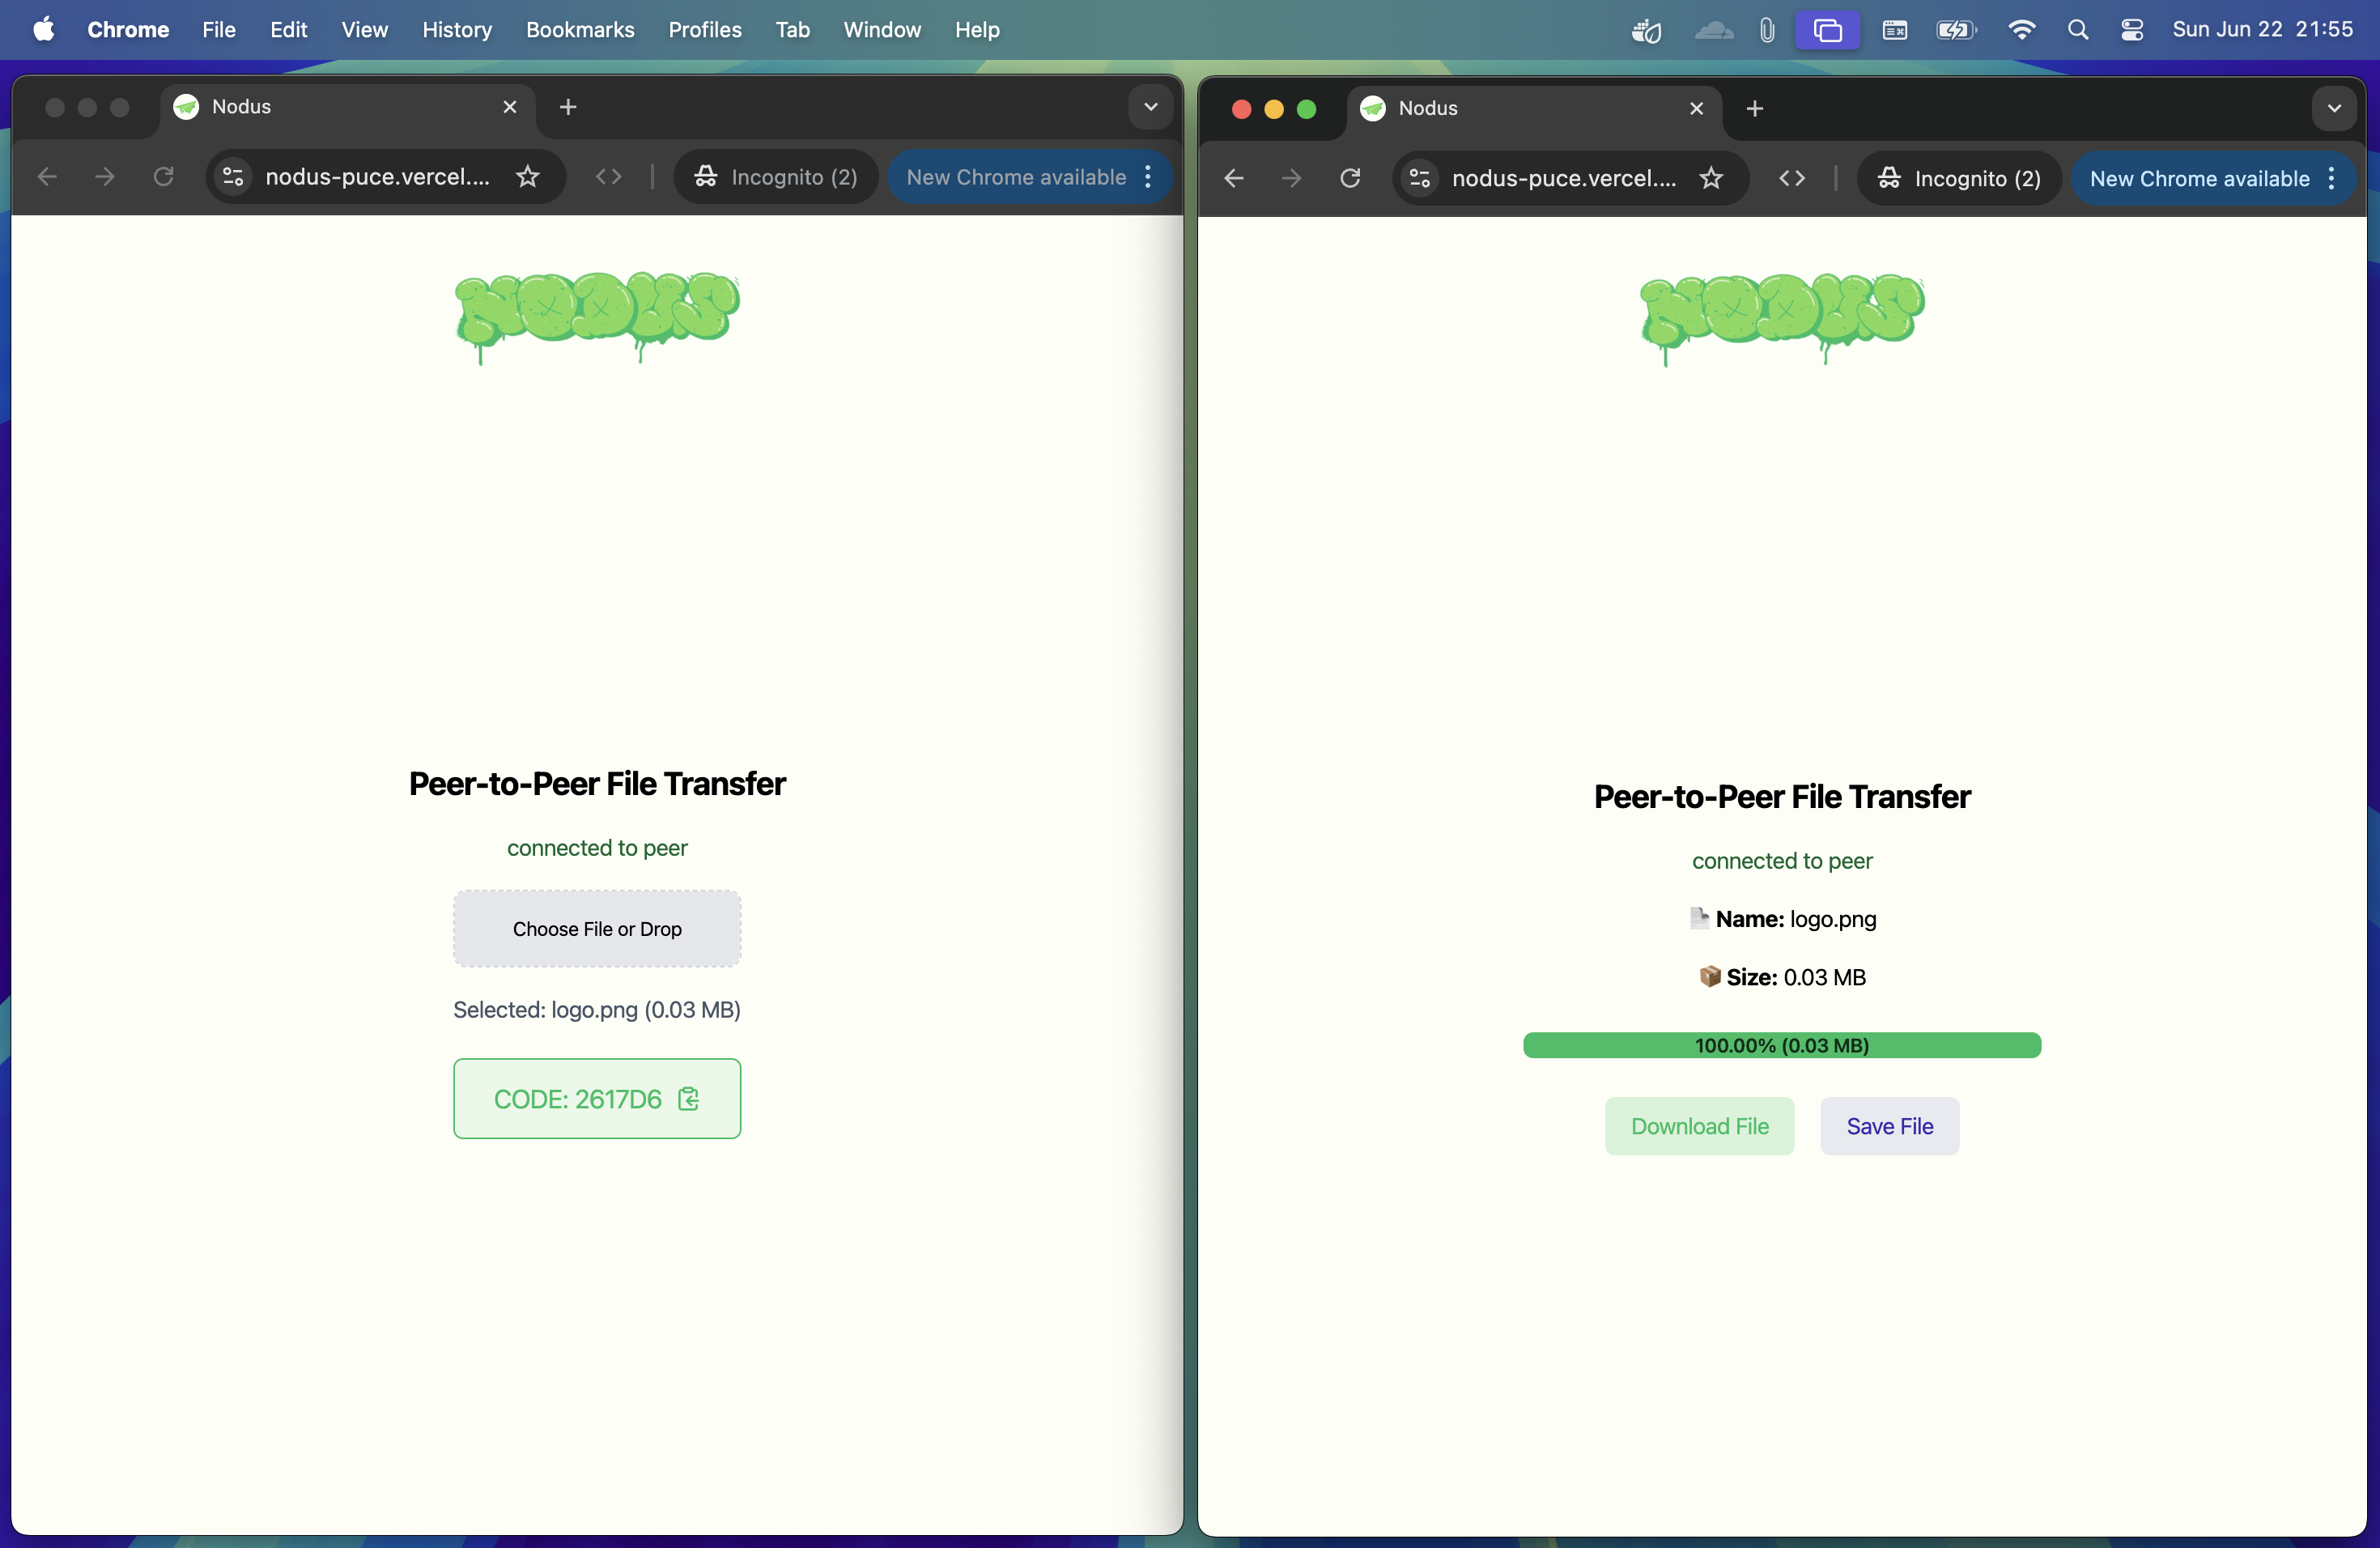 Chrome File Edit View History Bookmarks Profiles Tab Window Help Sun Jun 22 21:55
Nodus
nodus-puce.vercel.... Incognito (2) New Chrome available
NODUS
Peer-to-Peer File Transfer
connected to peer
Choose File or Drop
Selected: logo.png (0.03 MB)
CODE: 2617D6
Nodus
nodus-puce.vercel.... Incognito (2) New Chrome available
NODUS
Peer-to-Peer File Transfer
connected to peer
Name: logo.png
Size: 0.03 MB
100.00% (0.03 MB)
Download File Save File